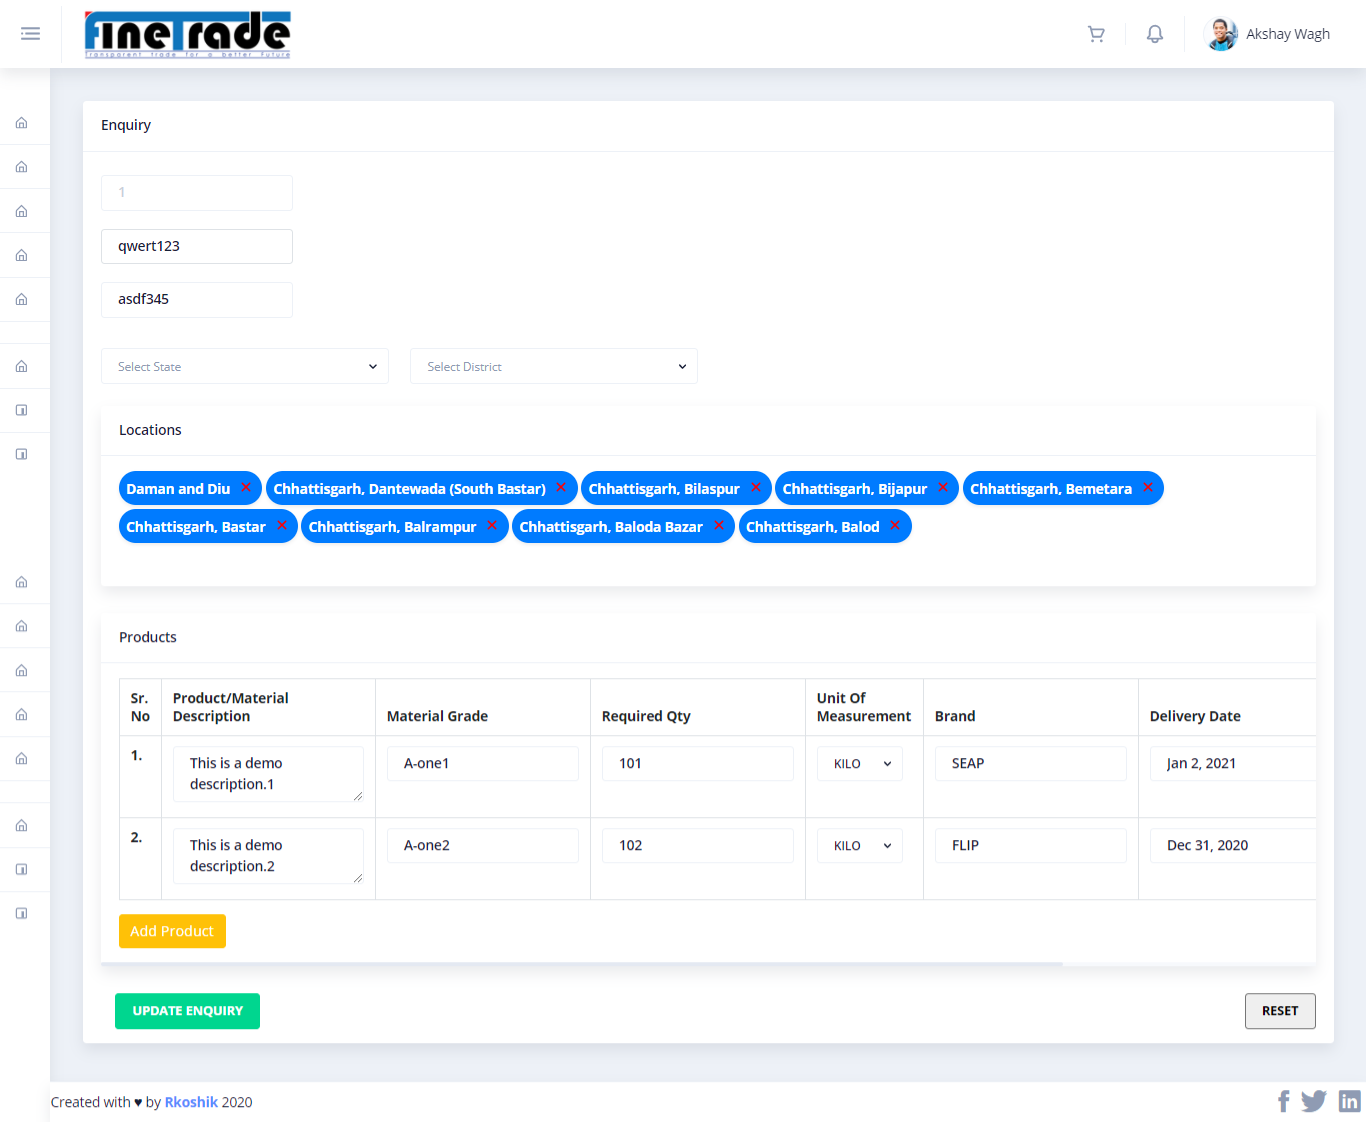 fineTrade
Transparent trade for a better future
Akshay Wagh
Enquiry
1
qwert123
asdf345
Select State
Select District
Locations
Daman and Diu ×
Chhattisgarh, Dantewada (South Bastar) ×
Chhattisgarh, Bilaspur ×
Chhattisgarh, Bijapur ×
Chhattisgarh, Bemetara ×
Chhattisgarh, Bastar ×
Chhattisgarh, Balrampur ×
Chhattisgarh, Baloda Bazar ×
Chhattisgarh, Balod ×
Products
Sr. No
Product/Material Description
Material Grade
Required Qty
Unit Of Measurement
Brand
Delivery Date
1.
This is a demo
description.1
A-one1
101
KILO
SEAP
Jan 2, 2021
2.
This is a demo
description.2
A-one2
102
KILO
FLIP
Dec 31, 2020
Add Product
UPDATE ENQUIRY
RESET
Created with ♥ by Rkoshik 2020